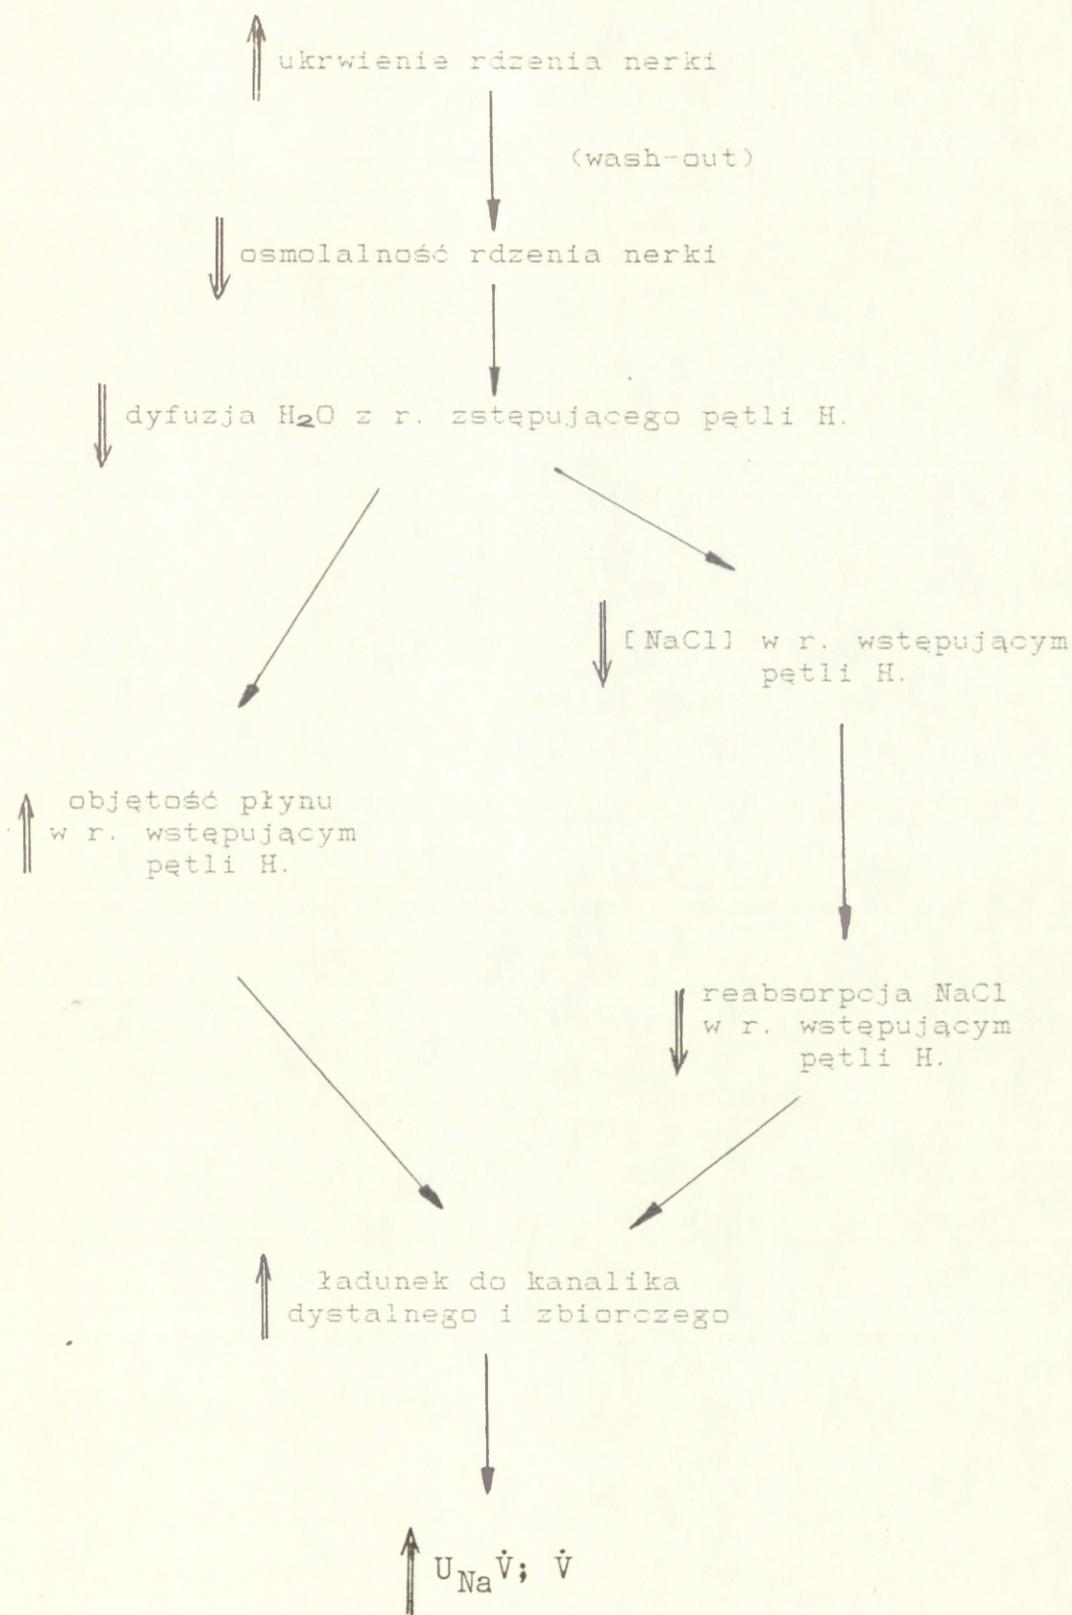 ukrwienie rdzenia nerki
(wash-out)
osmolalność rdzenia nerki
dyfuzja H₂O z r. zstępującego pętli H.
[NaCl] w r. wstępującym
pętli H.
objętość płynu
w r. wstępującym
pętli H.
reabsorpcja NaCl
w r. wstępującym
pętli H.
ładunek do kanalika
dystalnego i zbiorczego
U_Na V̇; V̇